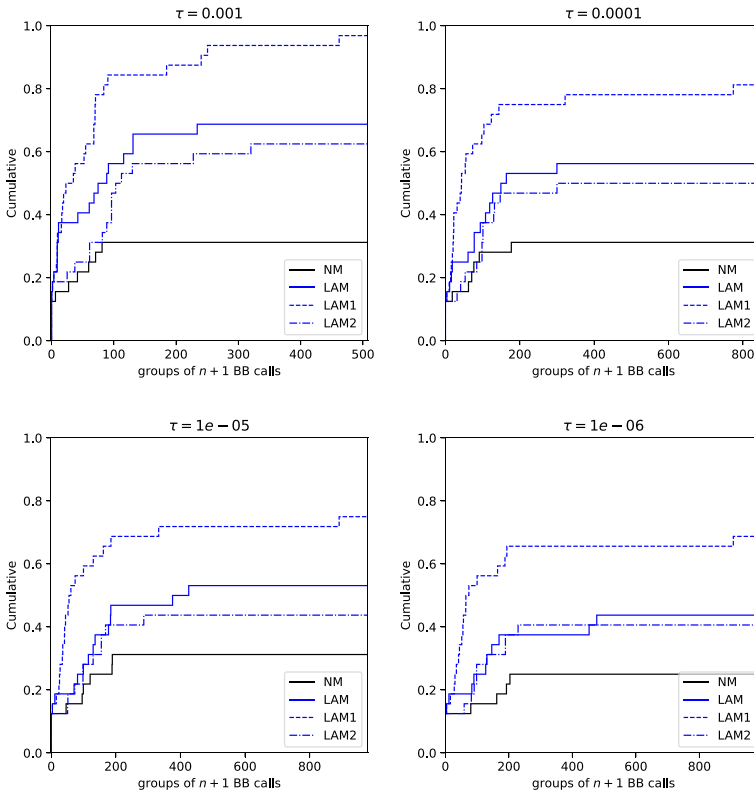 τ = 0.001
1.0
0.8
0.6
0.4
0.2
0.0
Cumulative
0 100 200 300 400 500
groups of n + 1 BB calls
NM
LAM
LAM1
LAM2
τ = 0.0001
1.0
0.8
0.6
0.4
0.2
0.0
Cumulative
0 200 400 600 800
groups of n + 1 BB calls
NM
LAM
LAM1
LAM2
τ = 1e − 05
1.0
0.8
0.6
0.4
0.2
0.0
Cumulative
0 200 400 600 800
groups of n + 1 BB calls
NM
LAM
LAM1
LAM2
τ = 1e − 06
1.0
0.8
0.6
0.4
0.2
0.0
Cumulative
0 200 400 600 800
groups of n + 1 BB calls
NM
LAM
LAM1
LAM2